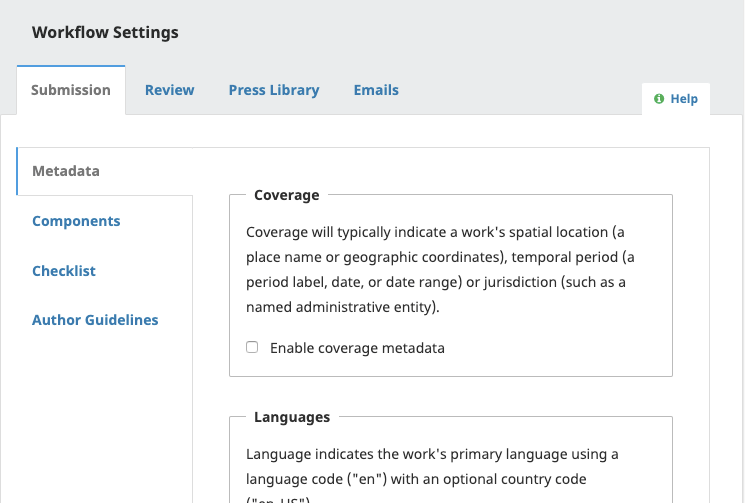 Workflow Settings
Submission Review Press Library Emails
Help
Metadata
Components
Checklist
Author Guidelines
Coverage
Coverage will typically indicate a work's spatial location (a
place name or geographic coordinates), temporal period (a
period label, date, or date range) or jurisdiction (such as a
named administrative entity).
Enable coverage metadata
Languages
Language indicates the work's primary language using a
language code ("en") with an optional country code
("en_US").